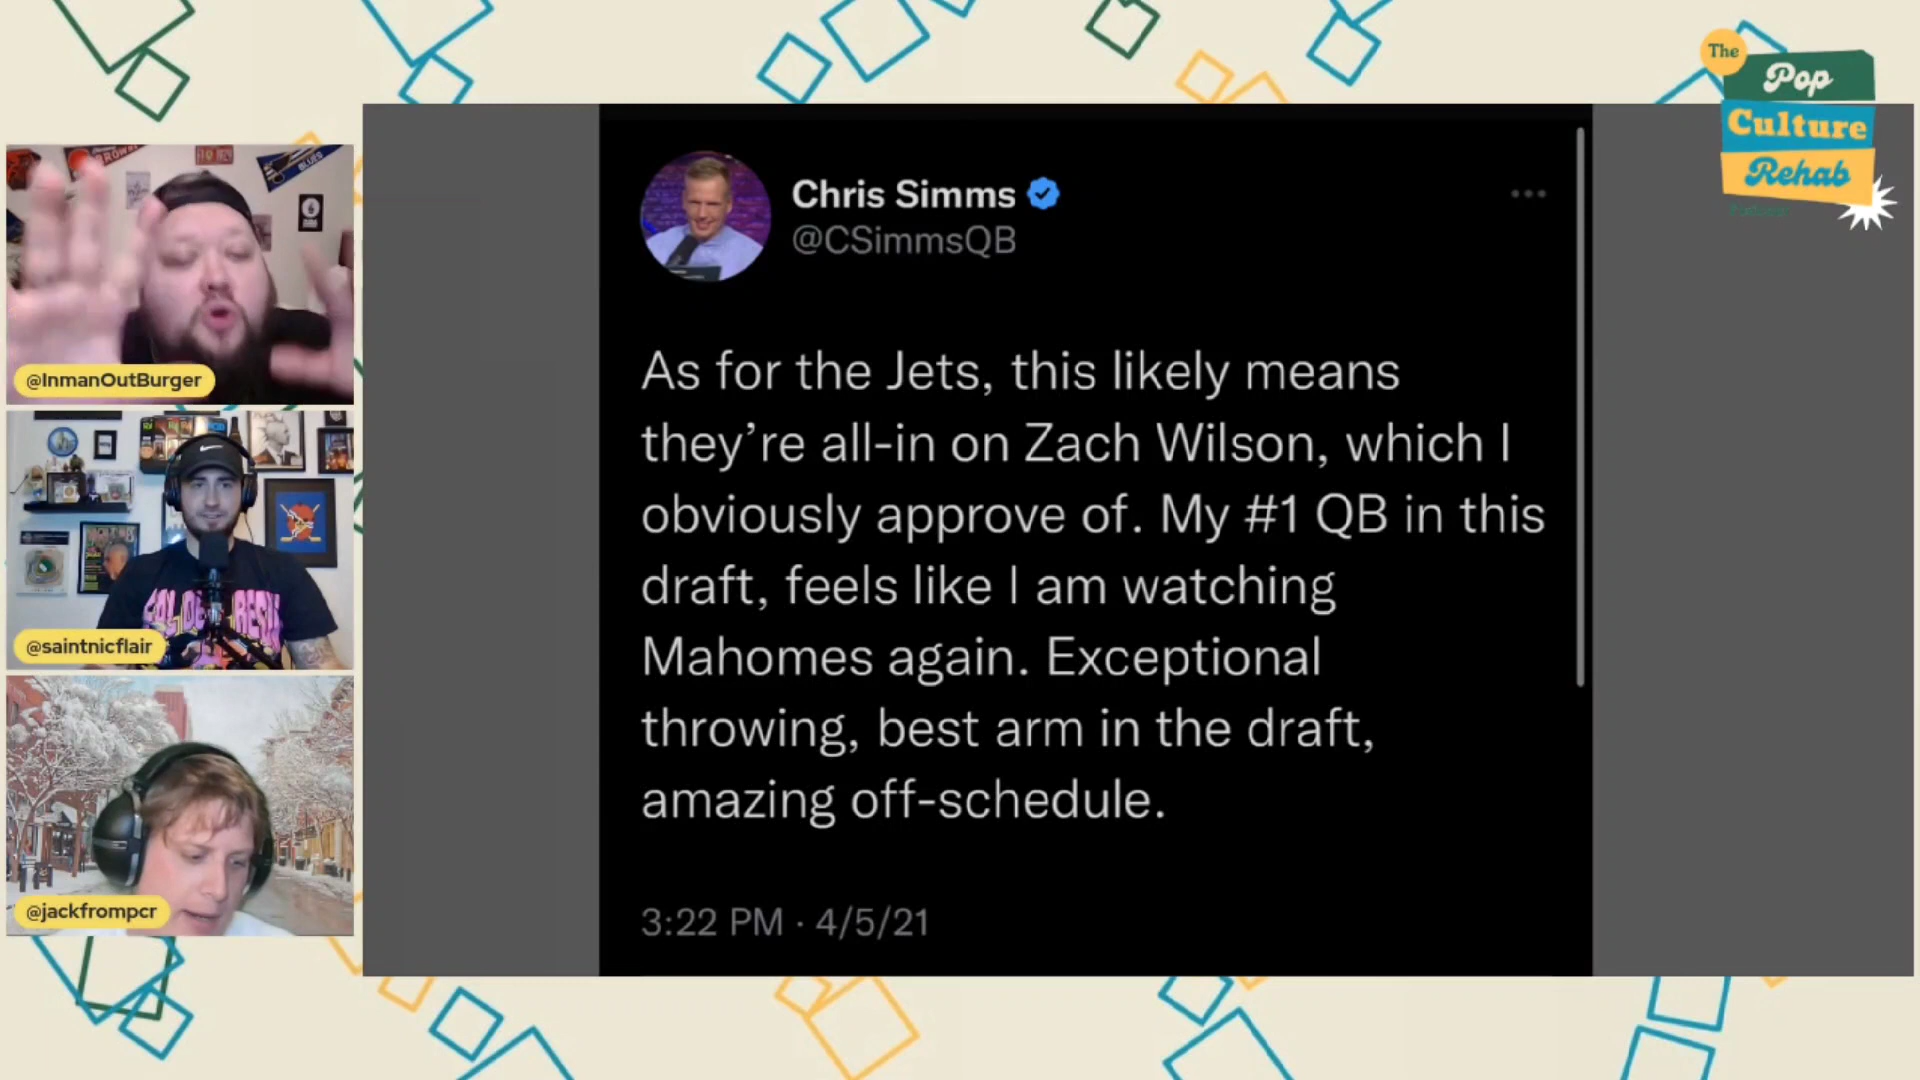 The
Pop
Culture
Rehab
BROWNS
BLUES
@InmanOutBurger
@saintnicflair
@jackfrompcr
Chris Simms
@CSimmsQB
As for the Jets, this likely means
they’re all-in on Zach Wilson, which I
obviously approve of. My #1 QB in this
draft, feels like I am watching
Mahomes again. Exceptional
throwing, best arm in the draft,
amazing off-schedule.
3:22 PM · 4/5/21